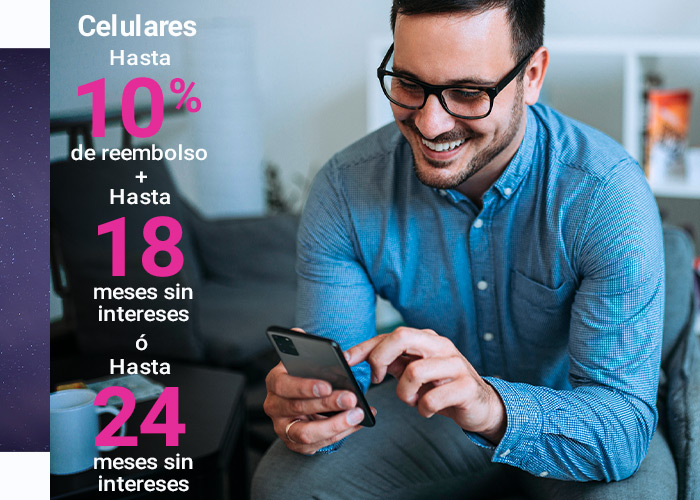 Celulares
Hasta
10%
de reembolso
+
Hasta
18
meses sin
intereses
ó
Hasta
24
meses sin
intereses